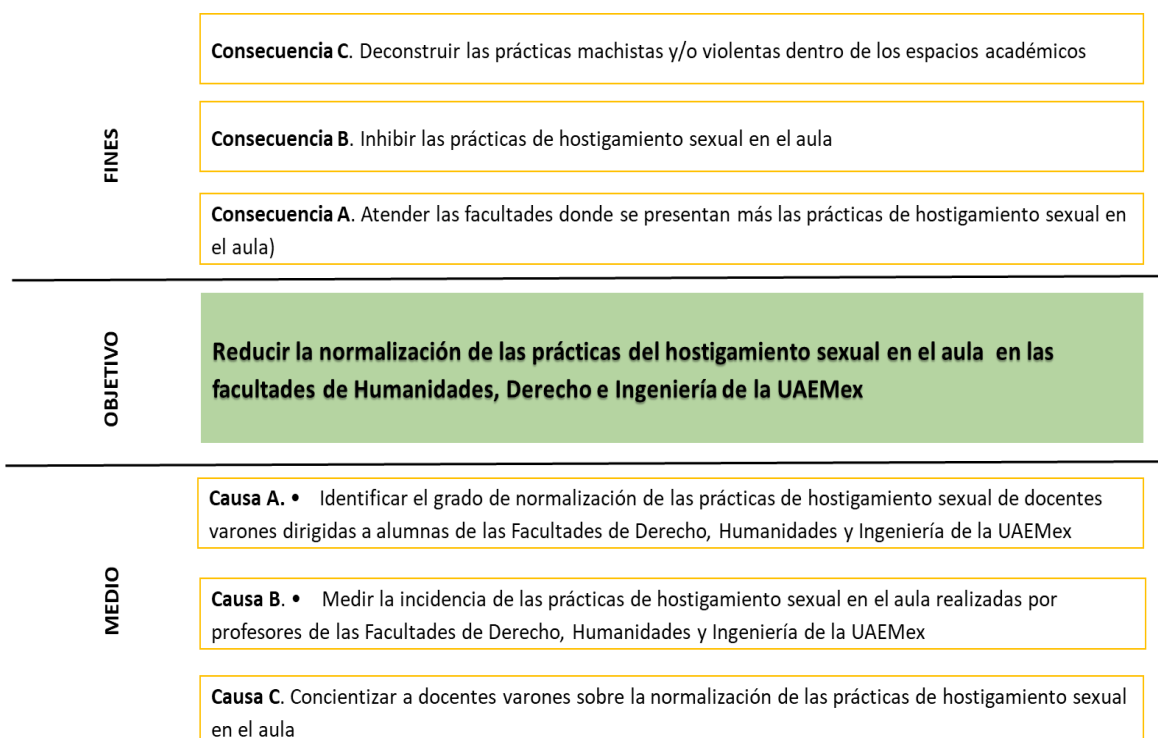 FINES
Consecuencia C. Deconstruir las prácticas machistas y/o violentas dentro de los espacios académicos
Consecuencia B. Inhibir las prácticas de hostigamiento sexual en el aula
Consecuencia A. Atender las facultades donde se presentan más las prácticas de hostigamiento sexual en
el aula)
OBJETIVO
Reducir la normalización de las prácticas del hostigamiento sexual en el aula en las
facultades de Humanidades, Derecho e Ingeniería de la UAEMex
MEDIO
Causa A. • Identificar el grado de normalización de las prácticas de hostigamiento sexual de docentes
varones dirigidas a alumnas de las Facultades de Derecho, Humanidades y Ingeniería de la UAEMex
Causa B. • Medir la incidencia de las prácticas de hostigamiento sexual en el aula realizadas por
profesores de las Facultades de Derecho, Humanidades y Ingeniería de la UAEMex
Causa C. Concientizar a docentes varones sobre la normalización de las prácticas de hostigamiento sexual
en el aula